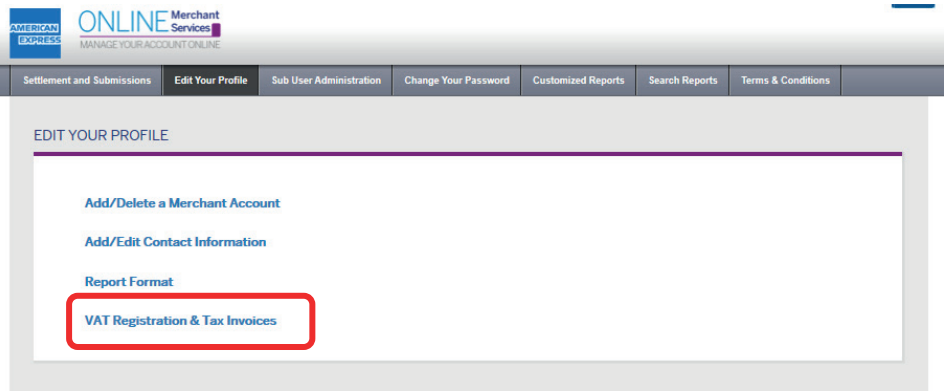 AMERICAN
EXPRESS
ONLINE Merchant
Services
MANAGE YOUR ACCOUNT ONLINE
Settlement and Submissions Edit Your Profile Sub User Administration Change Your Password Customized Reports Search Reports Terms & Conditions
EDIT YOUR PROFILE
Add/Delete a Merchant Account
Add/Edit Contact Information
Report Format
VAT Registration & Tax Invoices